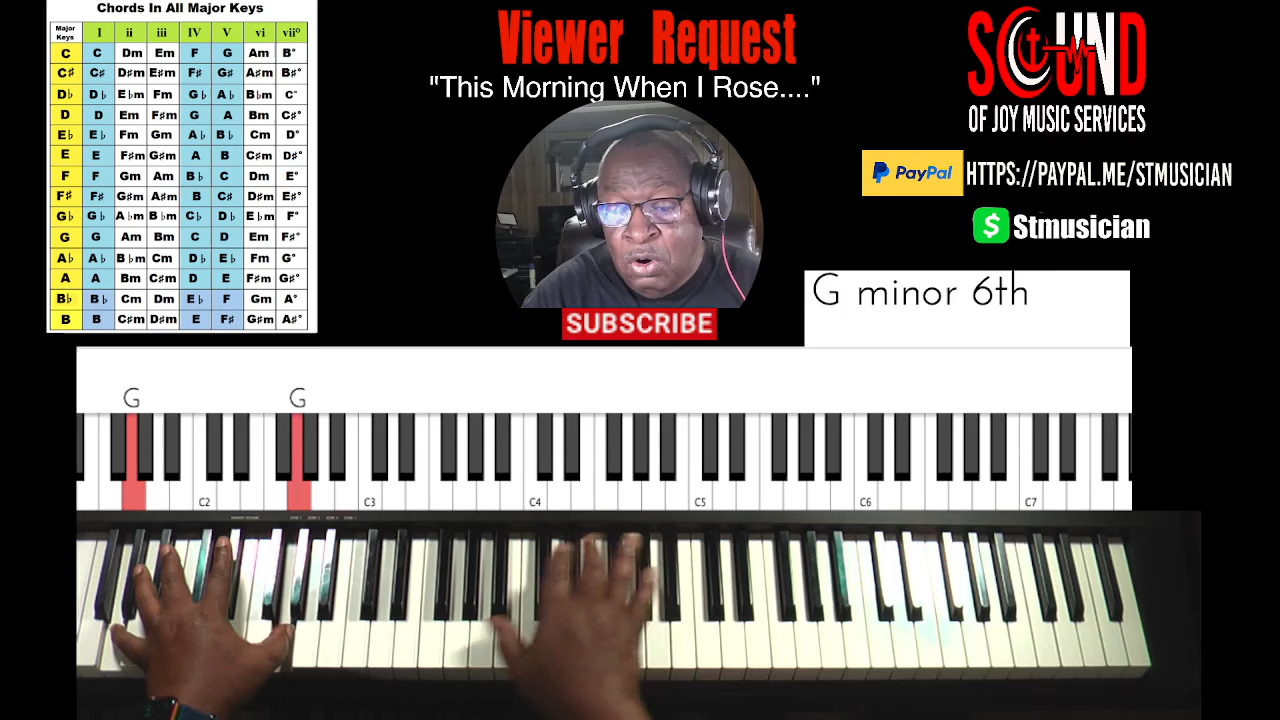 Chords In All Major Keys
Major Keys I ii iii IV V vi vii°
C C Dm Em F G Am B°
C♯ C♯ D♯m E♯m F♯ G♯ A♯m B♯°
D♭ D♭ E♭m Fm G♭ A♭ B♭m C°
D D Em F♯m G A Bm C♯°
E♭ E♭ Fm Gm A♭ B♭ Cm D°
E E F♯m G♯m A B C♯m D♯°
F F Gm Am B♭ C Dm E°
F♯ F♯ G♯m A♯m B C♯ D♯m E♯°
G♭ G♭ A♭m B♭m C♭ D♭ E♭m F°
G G Am Bm C D Em F♯°
A♭ A♭ B♭m Cm D♭ E♭ Fm G°
A A Bm C♯m D E F♯m G♯°
B♭ B♭ Cm Dm E♭ F Gm A°
B B C♯m D♯m E F♯ G♯m A♯°
Viewer Request
"This Morning When I Rose...."
SUBSCRIBE
SOUND
OF JOY MUSIC SERVICES
PayPal HTTPS://PAYPAL.ME/STMUSICIAN
$ Stmusician
G minor 6th
G G
C2 C3 C4 C5 C6 C7